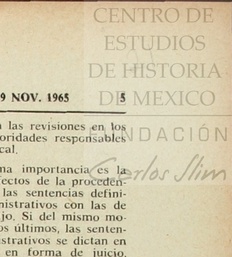 CENTRO DE
ESTUDIOS
DE HISTORIA
DE MEXICO
9 NOV. 1965 5
FUNDACIÓN
Carlos Slim
las revisiones en los
oridades responsables
cal.
ma importancia es la
ectos de la proceden-
las sentencias defini-
ministrativos con las de
jo. Si del mismo mo-
os últimos, las senten-
istrativos se dictan en
en forma de juicio,